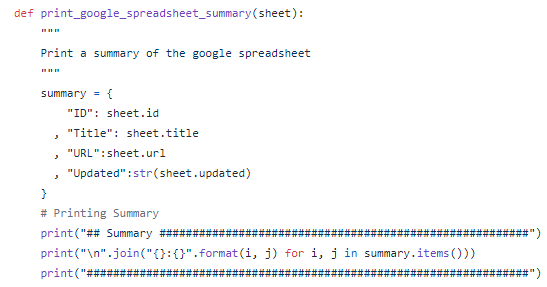 def print_google_spreadsheet_summary(sheet):
    """
    Print a summary of the google spreadsheet
    """
    summary = {
        "ID": sheet.id
      , "Title": sheet.title
      , "URL":sheet.url
      , "Updated":str(sheet.updated)
    }
    # Printing Summary
    print("## Summary ########################################################")
    print("\n".join("{}:{}".format(i, j) for i, j in summary.items()))
    print("###################################################################")